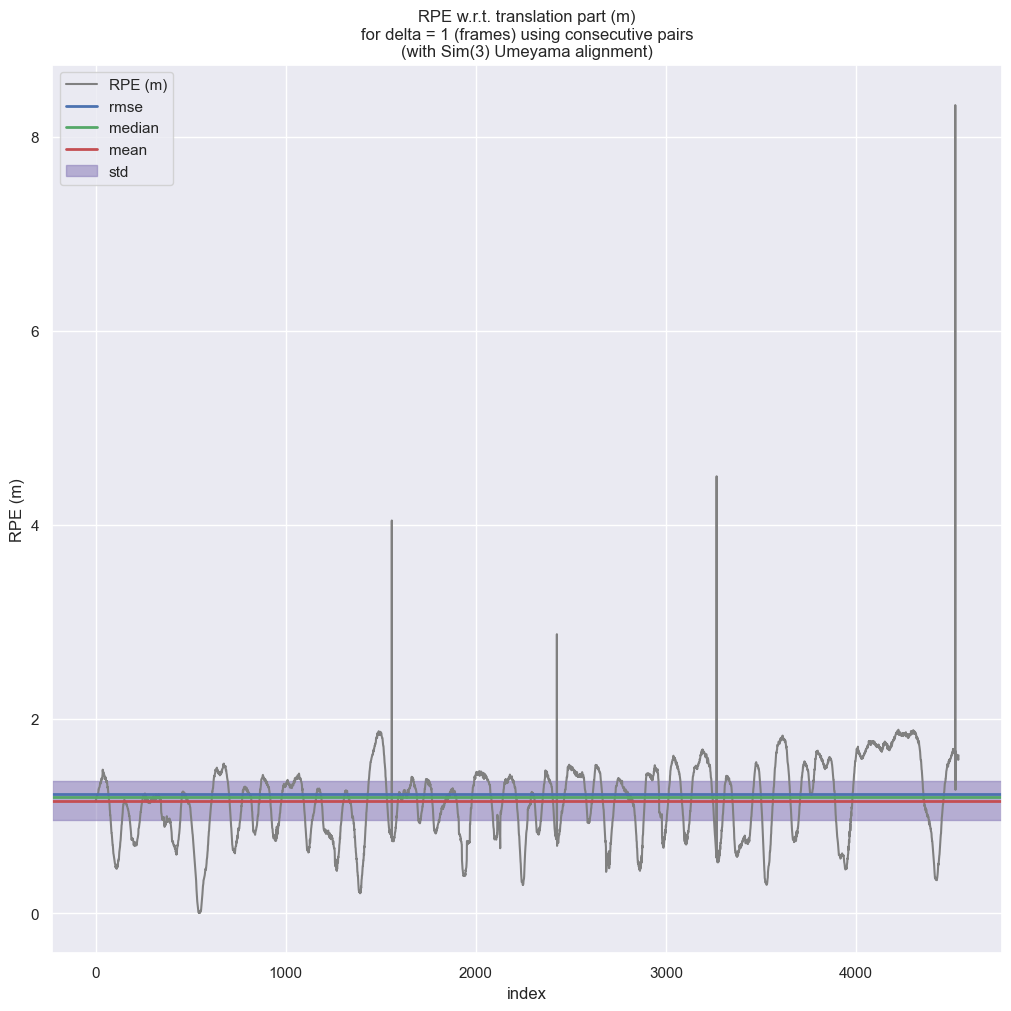 RPE w.r.t. translation part (m)
for delta = 1 (frames) using consecutive pairs
(with Sim(3) Umeyama alignment)
RPE (m)
rmse
median
mean
std
8
6
4
2
0
RPE (m)
0 1000 2000 3000 4000
index